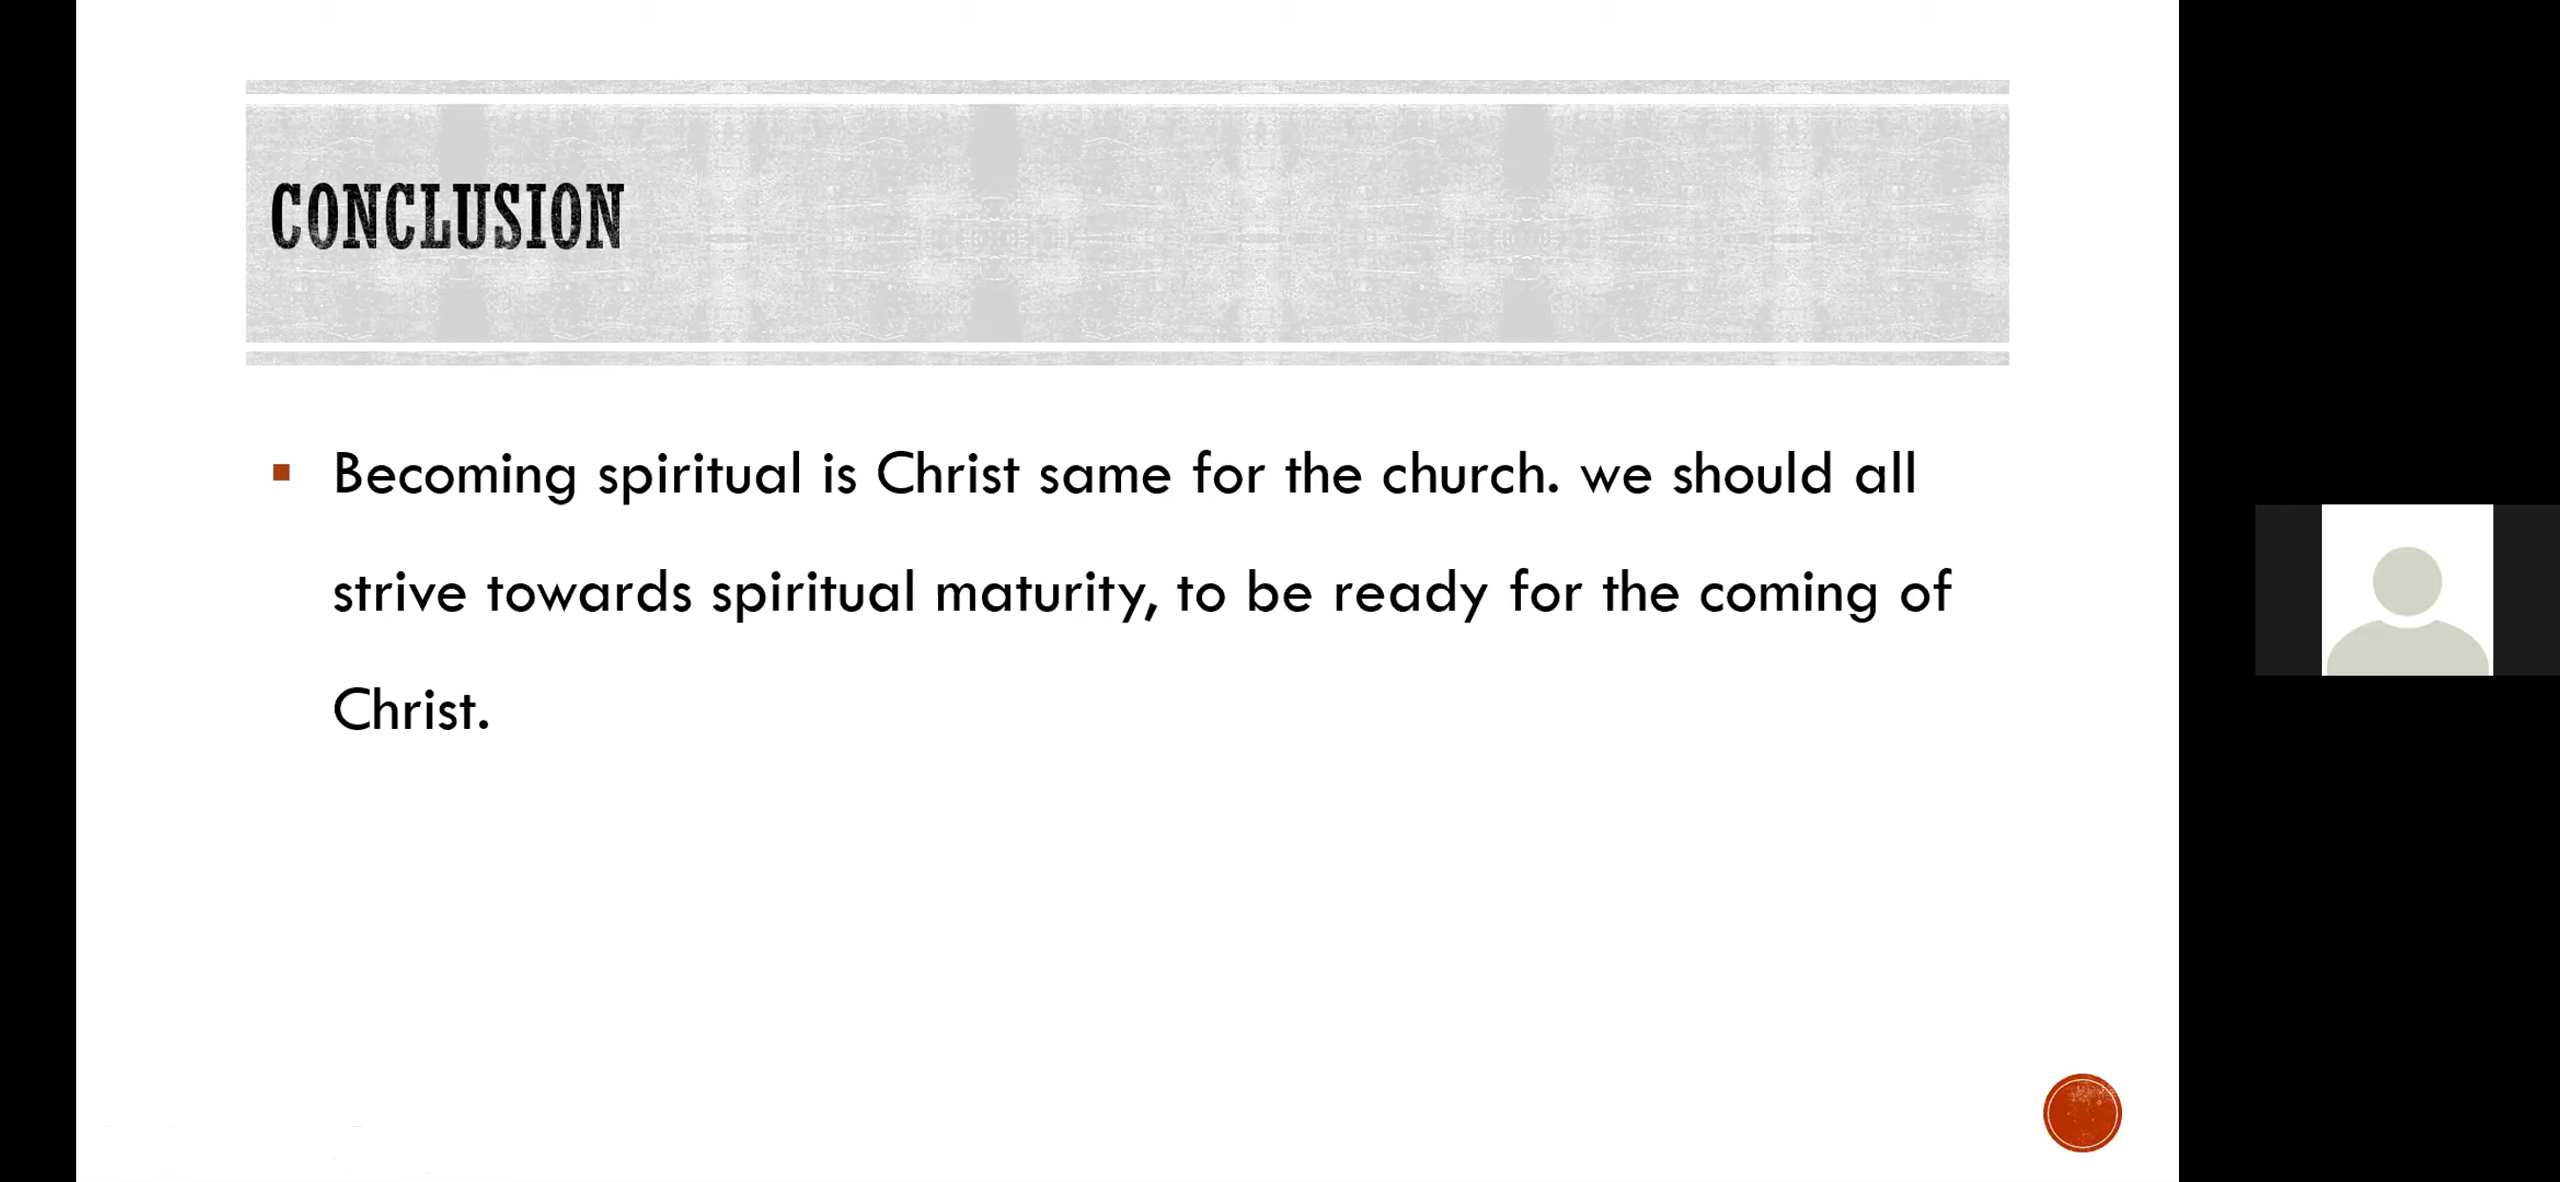 CONCLUSION
Becoming spiritual is Christ same for the church. we should all
strive towards spiritual maturity, to be ready for the coming of
Christ.